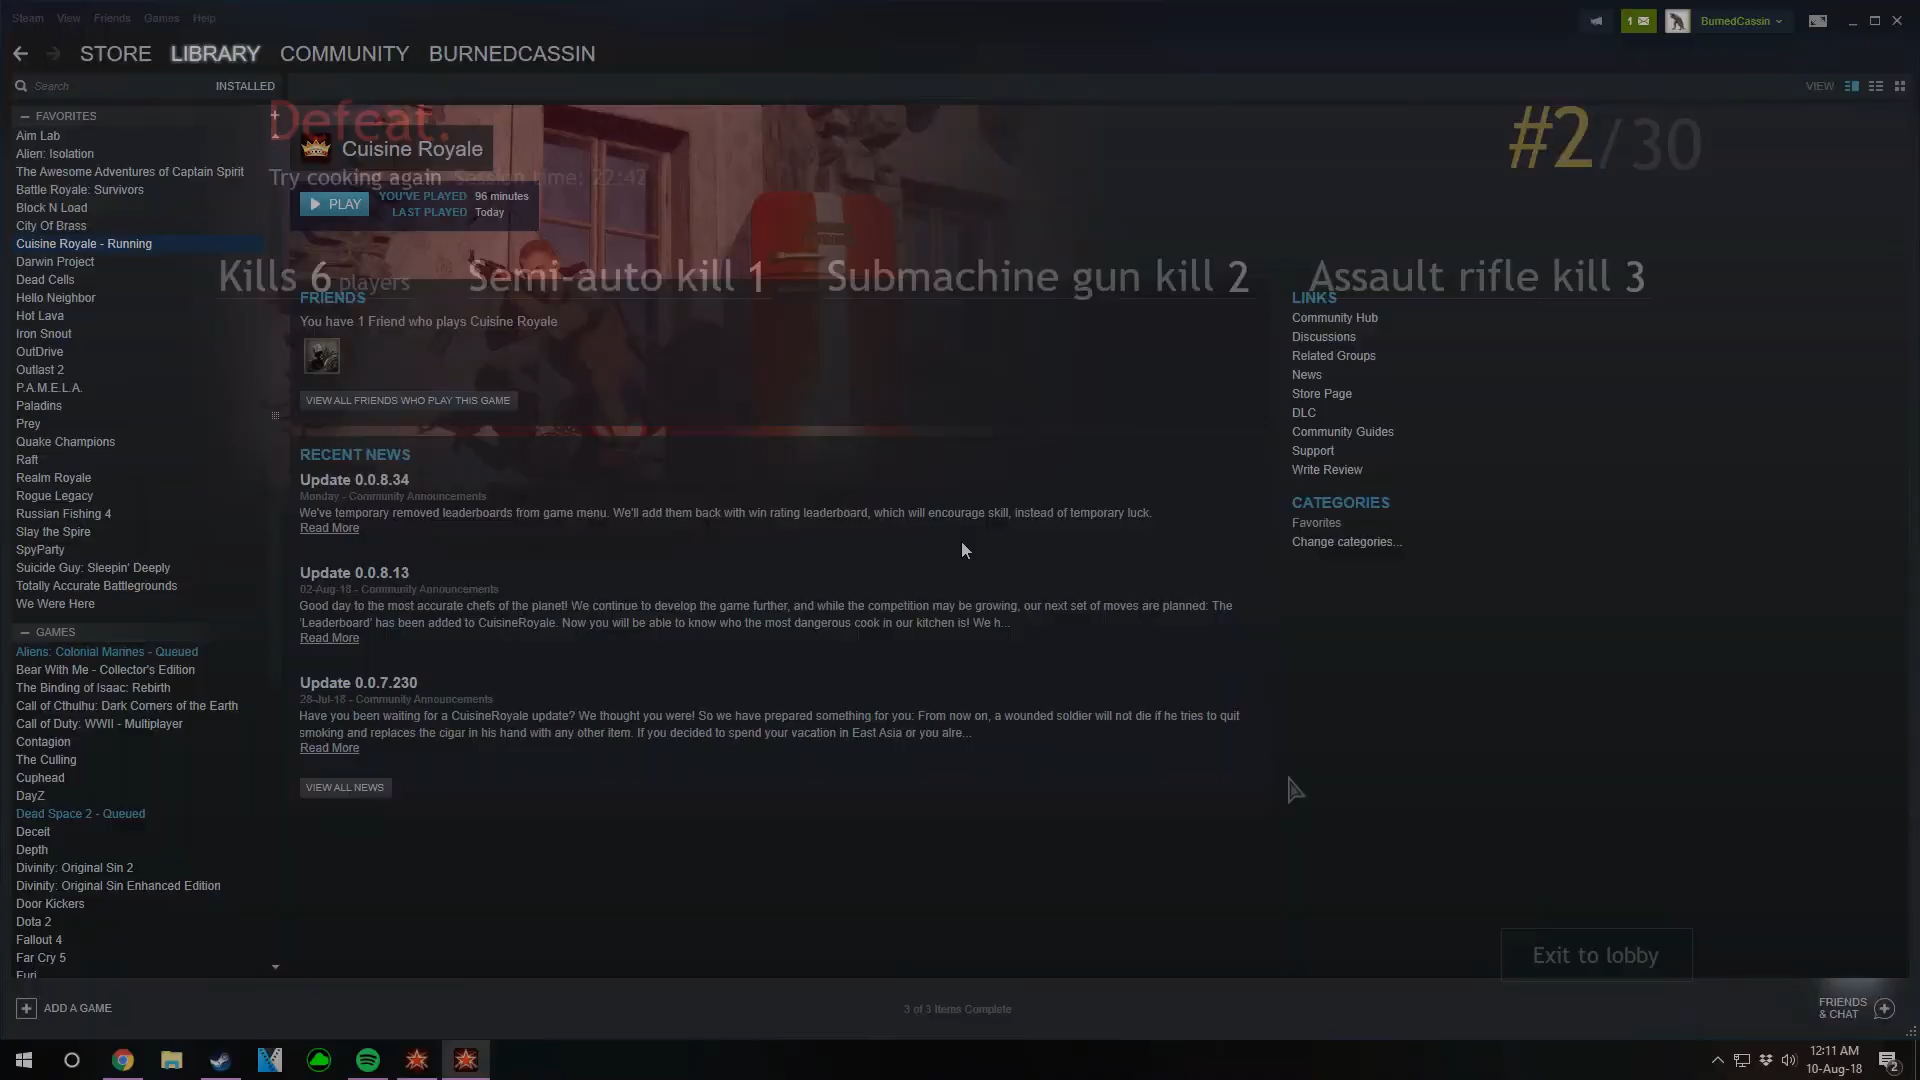 Steam View Friends Games Help
1
BurnedCassin
STORE LIBRARY COMMUNITY BURNEDCASSIN
Search INSTALLED
VIEW
Defeat.
#2/30
Cuisine Royale
Try cooking again Session time: 22:42
PLAY
YOU'VE PLAYED 96 minutes
LAST PLAYED Today
Kills 6 players Semi-auto kill 1 Submachine gun kill 2 Assault rifle kill 3
FAVORITES
Aim Lab
Alien: Isolation
The Awesome Adventures of Captain Spirit
Battle Royale: Survivors
Block N Load
City Of Brass
Cuisine Royale - Running
Darwin Project
Dead Cells
Hello Neighbor
Hot Lava
Iron Snout
OutDrive
Outlast 2
P.A.M.E.L.A.
Paladins
Prey
Quake Champions
Raft
Realm Royale
Rogue Legacy
Russian Fishing 4
Slay the Spire
SpyParty
Suicide Guy: Sleepin' Deeply
Totally Accurate Battlegrounds
We Were Here
GAMES
Aliens: Colonial Marines - Queued
Bear With Me - Collector's Edition
The Binding of Isaac: Rebirth
Call of Cthulhu: Dark Corners of the Earth
Call of Duty: WWII - Multiplayer
Contagion
The Culling
Cuphead
DayZ
Dead Space 2 - Queued
Deceit
Depth
Divinity: Original Sin 2
Divinity: Original Sin Enhanced Edition
Door Kickers
Dota 2
Fallout 4
Far Cry 5
Furi
FRIENDS
You have 1 Friend who plays Cuisine Royale
VIEW ALL FRIENDS WHO PLAY THIS GAME
RECENT NEWS
Update 0.0.8.34
Monday - Community Announcements
We've temporary removed leaderboards from game menu. We'll add them back with win rating leaderboard, which will encourage skill, instead of temporary luck.
Read More
Update 0.0.8.13
02-Aug-18 - Community Announcements
Good day to the most accurate chefs of the planet! We continue to develop the game further, and while the competition may be growing, our next set of moves are planned: The
'Leaderboard' has been added to CuisineRoyale. Now you will be able to know who the most dangerous cook in our kitchen is! We h...
Read More
Update 0.0.7.230
28-Jul-18 - Community Announcements
Have you been waiting for a CuisineRoyale update? We thought you were! So we have prepared something for you: From now on, a wounded soldier will not die if he tries to quit
smoking and replaces the cigar in his hand with any other item. If you decided to spend your vacation in East Asia or you alre...
Read More
VIEW ALL NEWS
LINKS
Community Hub
Discussions
Related Groups
News
Store Page
DLC
Community Guides
Support
Write Review
CATEGORIES
Favorites
Change categories...
Exit to lobby
ADD A GAME
3 of 3 Items Complete
FRIENDS
& CHAT
12:11 AM
10-Aug-18
2